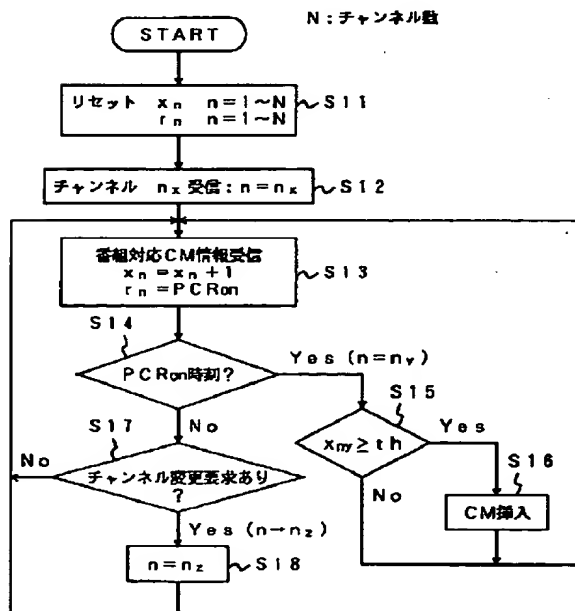 N:チャンネル数
START
リセット xn n=1~N
rn n=1~N
S11
チャンネル nx 受信:n=nx
S12
番組対応CM情報受信
xn=xn+1
rn=PCRon
S13
S14
PCRon時刻?
Yes (n=nY)
No
S15
xny≥th
Yes
No
S16
CM挿入
S17
チャンネル変更要求あり
?
No
Yes (n→nz)
n=nz
S18